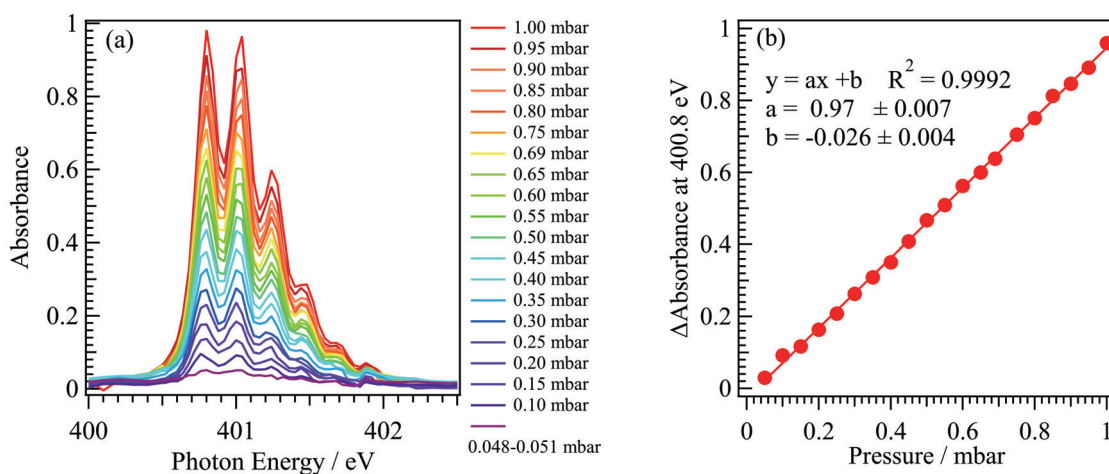 (a)
Absorbance
1
0.8
0.6
0.4
0.2
0
400
401
402
Photon Energy / eV
1.00 mbar
0.95 mbar
0.90 mbar
0.85 mbar
0.80 mbar
0.75 mbar
0.69 mbar
0.65 mbar
0.60 mbar
0.55 mbar
0.50 mbar
0.45 mbar
0.40 mbar
0.35 mbar
0.30 mbar
0.25 mbar
0.20 mbar
0.15 mbar
0.10 mbar
0.048-0.051 mbar
(b)
y = ax +b R² = 0.9992
a = 0.97 ± 0.007
b = -0.026 ± 0.004
ΔAbsorbance at 400.8 eV
1
0.8
0.6
0.4
0.2
0
0
0.2
0.4
0.6
0.8
1
Pressure / mbar